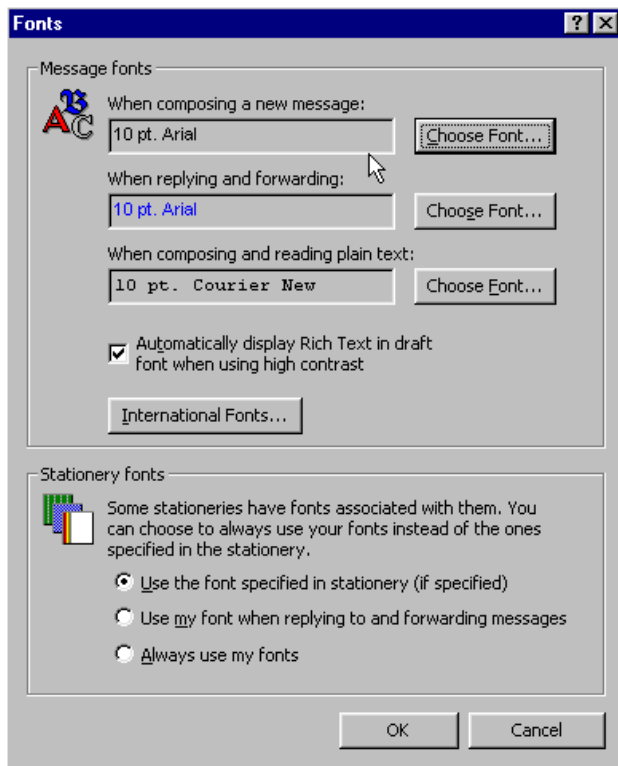 Fonts
Message fonts
When composing a new message:
10 pt. Arial
Choose Font...
When replying and forwarding:
10 pt. Arial
Choose Font...
When composing and reading plain text:
10 pt. Courier New
Choose Font...
Automatically display Rich Text in draft
font when using high contrast
International Fonts...
Stationery fonts
Some stationeries have fonts associated with them. You
can choose to always use your fonts instead of the ones
specified in the stationery.
Use the font specified in stationery (if specified)
Use my font when replying to and forwarding messages
Always use my fonts
OK
Cancel